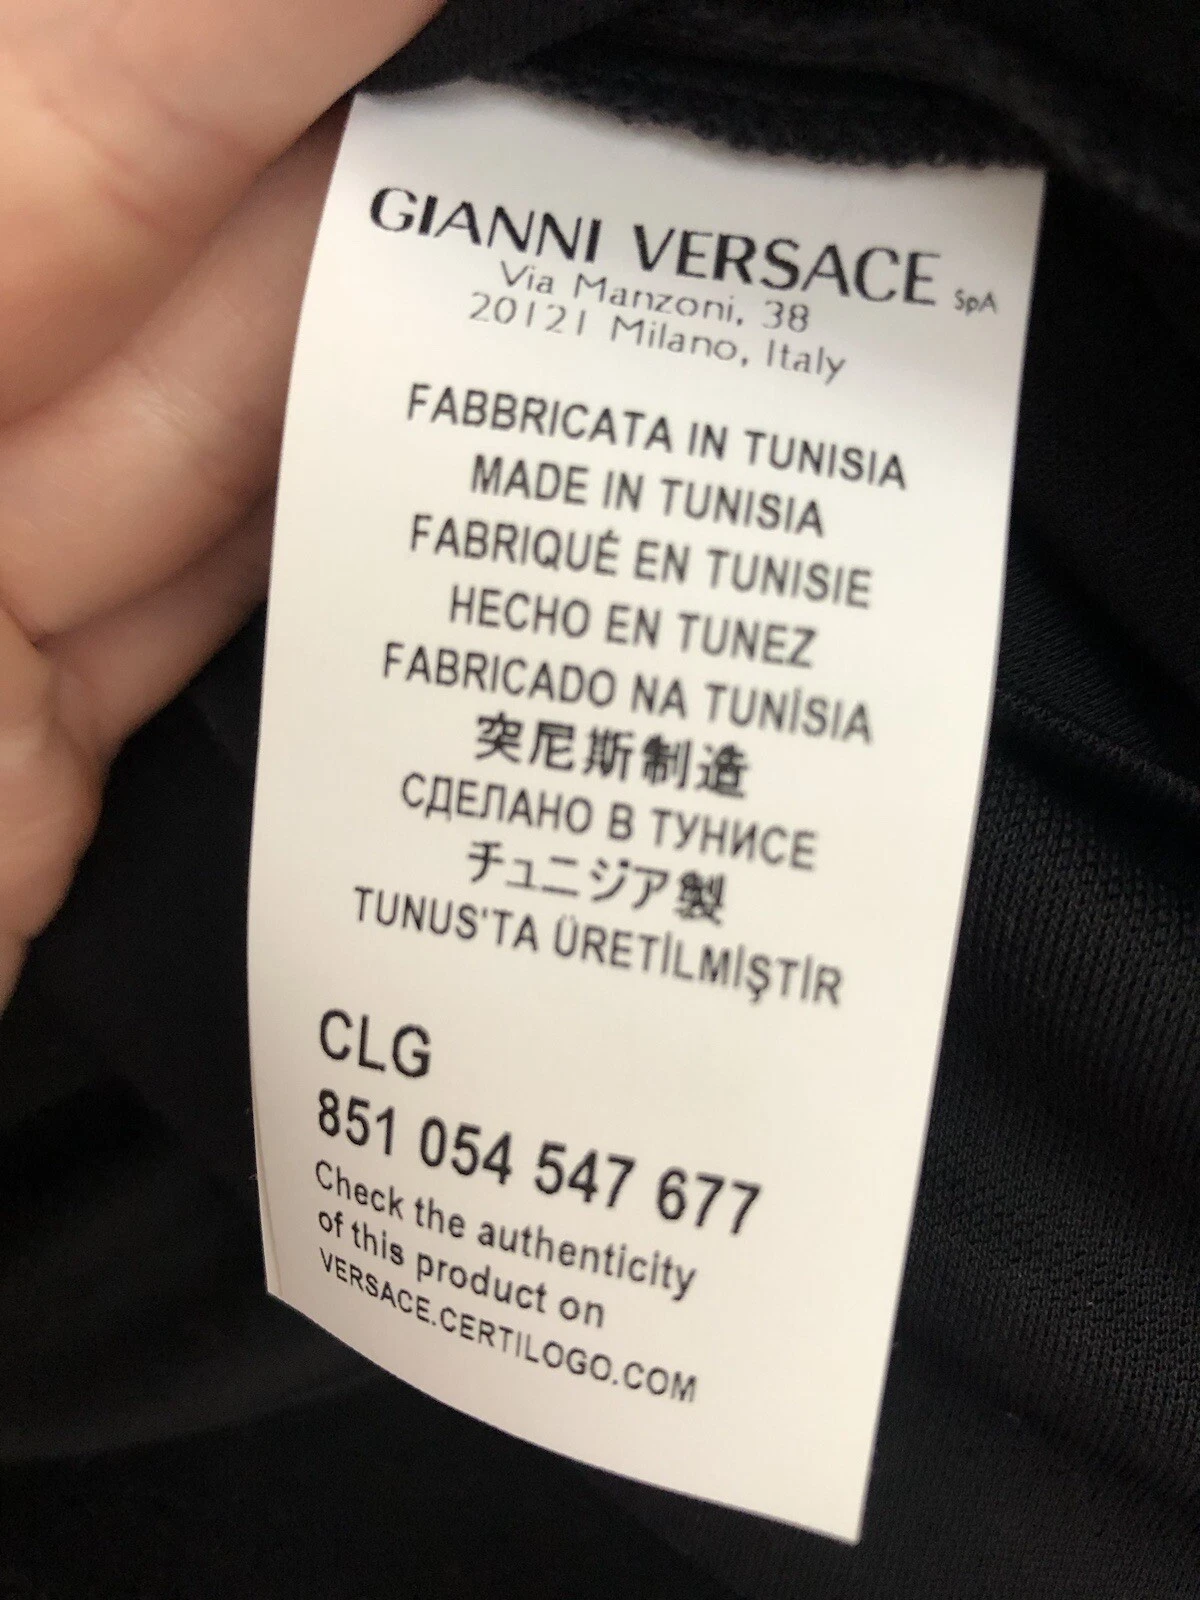 GIANNI VERSACE SpA
Via Manzoni, 38
20121 Milano, Italy
FABBRICATA IN TUNISIA
MADE IN TUNISIA
FABRIQUÉ EN TUNISIE
HECHO EN TUNEZ
FABRICADO NA TUNİSIA
突尼斯制造
СДЕЛАНО В ТУНИСЕ
チュニジア製
TUNUS'TA ÜRETİLMİŞTİR
CLG
851 054 547 677
Check the authenticity
of this product on
VERSACE.CERTILOGO.COM